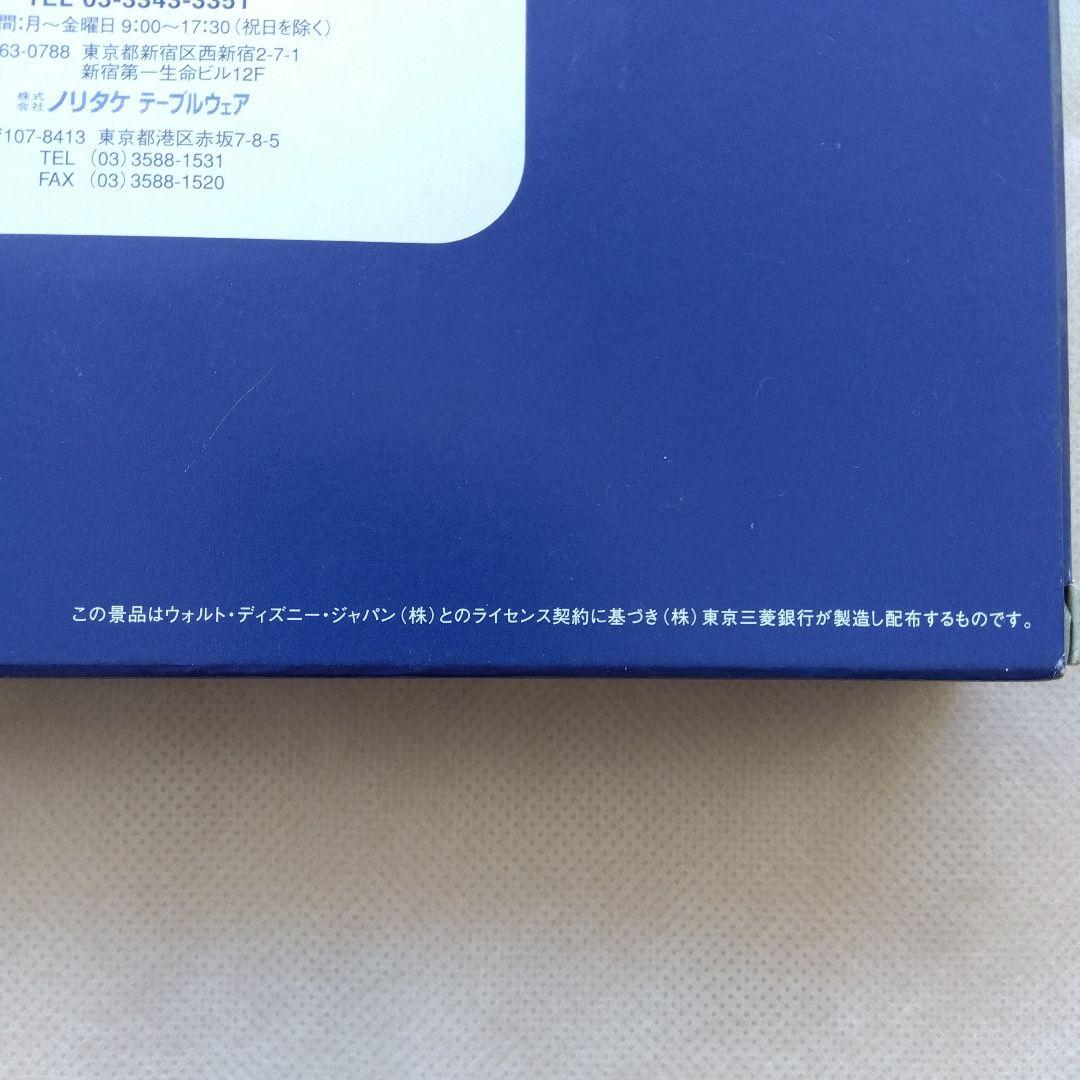 TEL 03-3343-3351
間:月～金曜日 9:00～17:30(祝日を除く)
63-0788 東京都新宿区西新宿2-7-1
新宿第一生命ビル12F
株式会社 ノリタケ テーブルウェア
〒107-8413 東京都港区赤坂7-8-5
TEL (03)3588-1531
FAX (03)3588-1520
この景品はウォルト・ディズニー・ジャパン(株)とのライセンス契約に基づき(株)東京三菱銀行が製造し配布するものです。